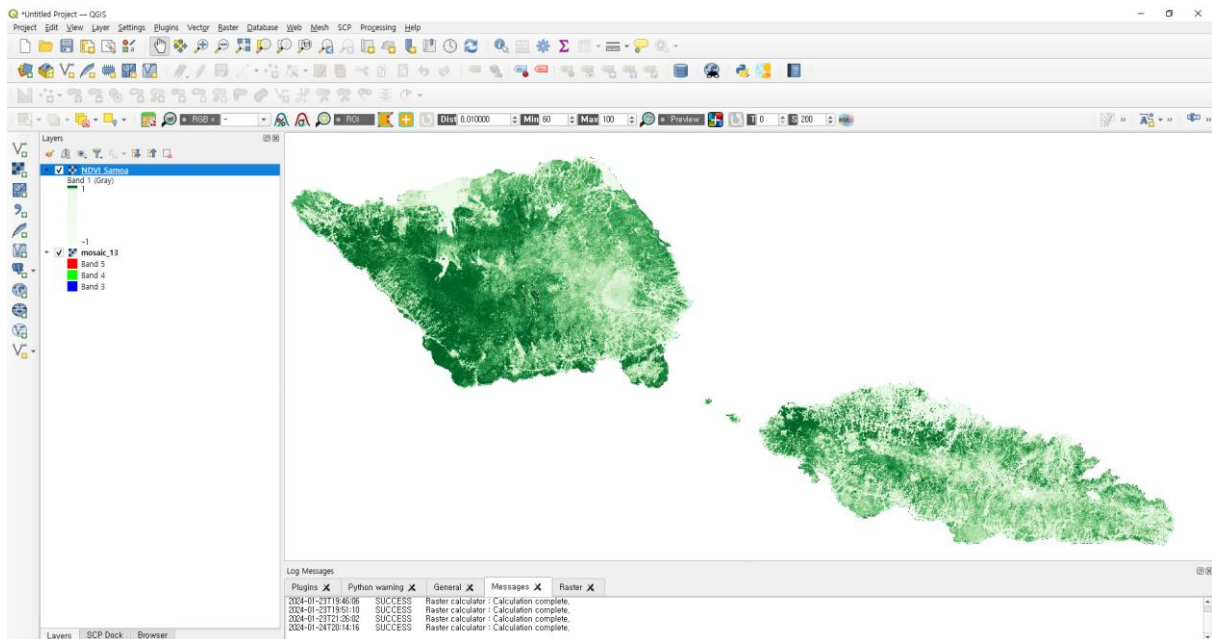 *Untitled Project — QGIS
Project Edit View Layer Settings Plugins Vector Raster Database Web Mesh SCP Processing Help
RGB = - ROI Dist 0.010000 Min 60 Max 100 Preview T 0 S 200
Layers
NDVI_Samoa
Band 1 (Gray)
1
-1
mosaic_13
Band 5
Band 4
Band 3
Log Messages
Plugins Python warning General Messages Raster
2024-01-23T19:46:06 SUCCESS Raster calculator : Calculation complete,
2024-01-23T19:51:10 SUCCESS Raster calculator : Calculation complete,
2024-01-23T21:26:02 SUCCESS Raster calculator : Calculation complete,
2024-01-24T20:14:16 SUCCESS Raster calculator : Calculation complete,
Layers SCP Dock Browser